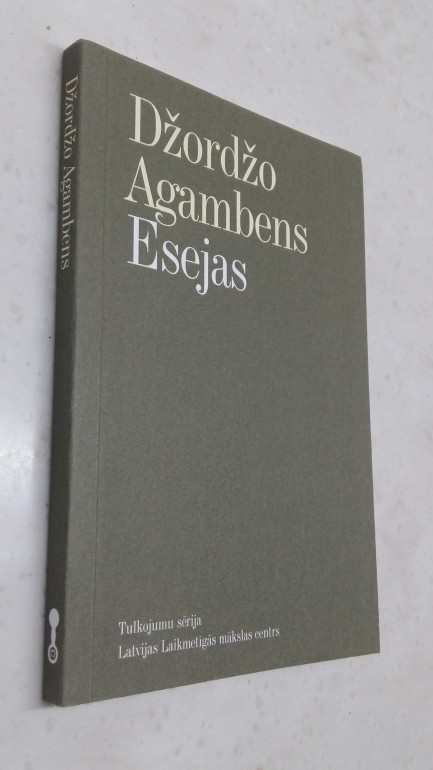 Džordžo Agambens
Džordžo
Agambens
Esejas
Tulkojumu sērija
Latvijas Laikmetīgās mākslas centrs